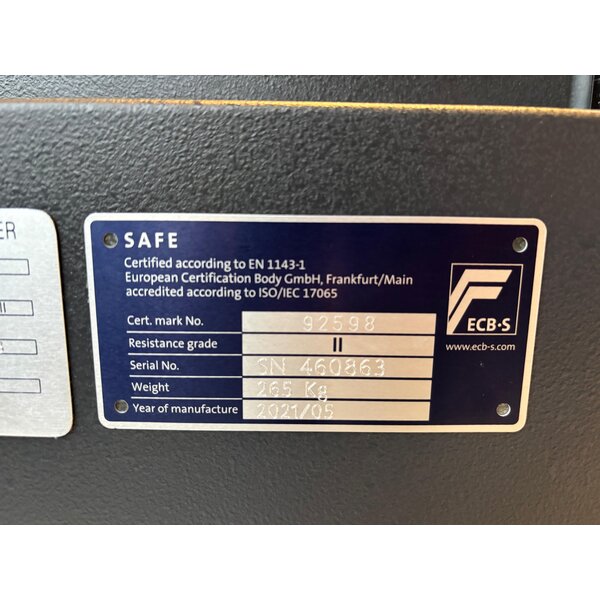 ER
II
SAFE
Certified according to EN 1143-1
European Certification Body GmbH, Frankfurt/Main
accredited according to ISO/IEC 17065
Cert. mark No. 92598
Resistance grade II
Serial No. SN 460863
Weight 265 Kg
Year of manufacture 2021/05
ECB·S
www.ecb-s.com